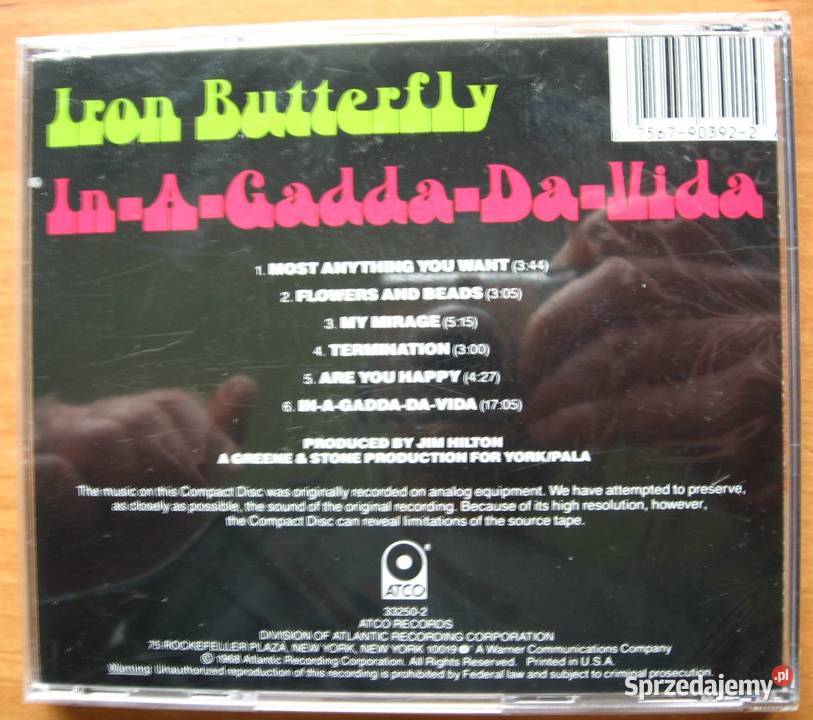 Iron Butterfly
7567-90392-2
In-A-Gadda-Da-Vida
1. MOST ANYTHING YOU WANT (3:44)
2. FLOWERS AND BEADS (3:05)
3. MY MIRAGE (5:15)
4. TERMINATION (3:00)
5. ARE YOU HAPPY (4:27)
6. IN-A-GADDA-DA-VIDA (17:05)
PRODUCED BY JIM HILTON
A GREENE & STONE PRODUCTION FOR YORK/PALA
The music on this Compact Disc was originally recorded on analog equipment. We have attempted to preserve,
as closely as possible, the sound of the original recording. Because of its high resolution, however,
the Compact Disc can reveal limitations of the source tape.
ATCO
33250-2
ATCO RECORDS
DIVISION OF ATLANTIC RECORDING CORPORATION
75 ROCKEFELLER PLAZA, NEW YORK, NEW YORK 10019 A Warner Communications Company
© 1968 Atlantic Recording Corporation. All Rights Reserved. Printed in U.S.A.
Warning: Unauthorized reproduction of this recording is prohibited by Federal law and subject to criminal prosecution.
Sprzedajemy.pl